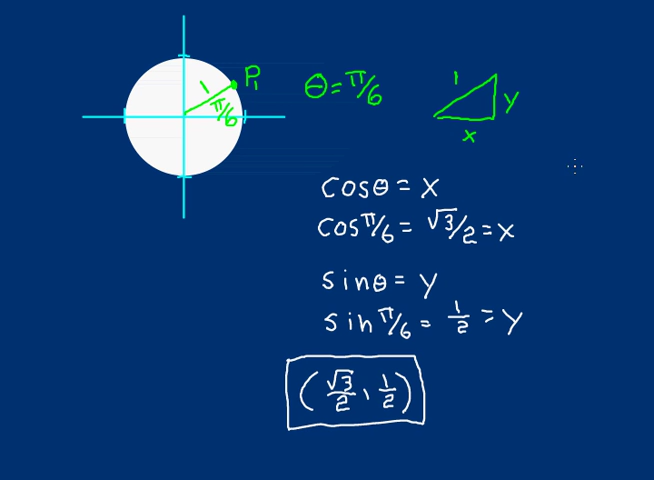 1
π/6
P₁
θ = π/6
1
y
x
cosθ = x
cos π/6 = √3/2 = x
sinθ = y
sin π/6 = 1/2 = y
(√3/2, 1/2)